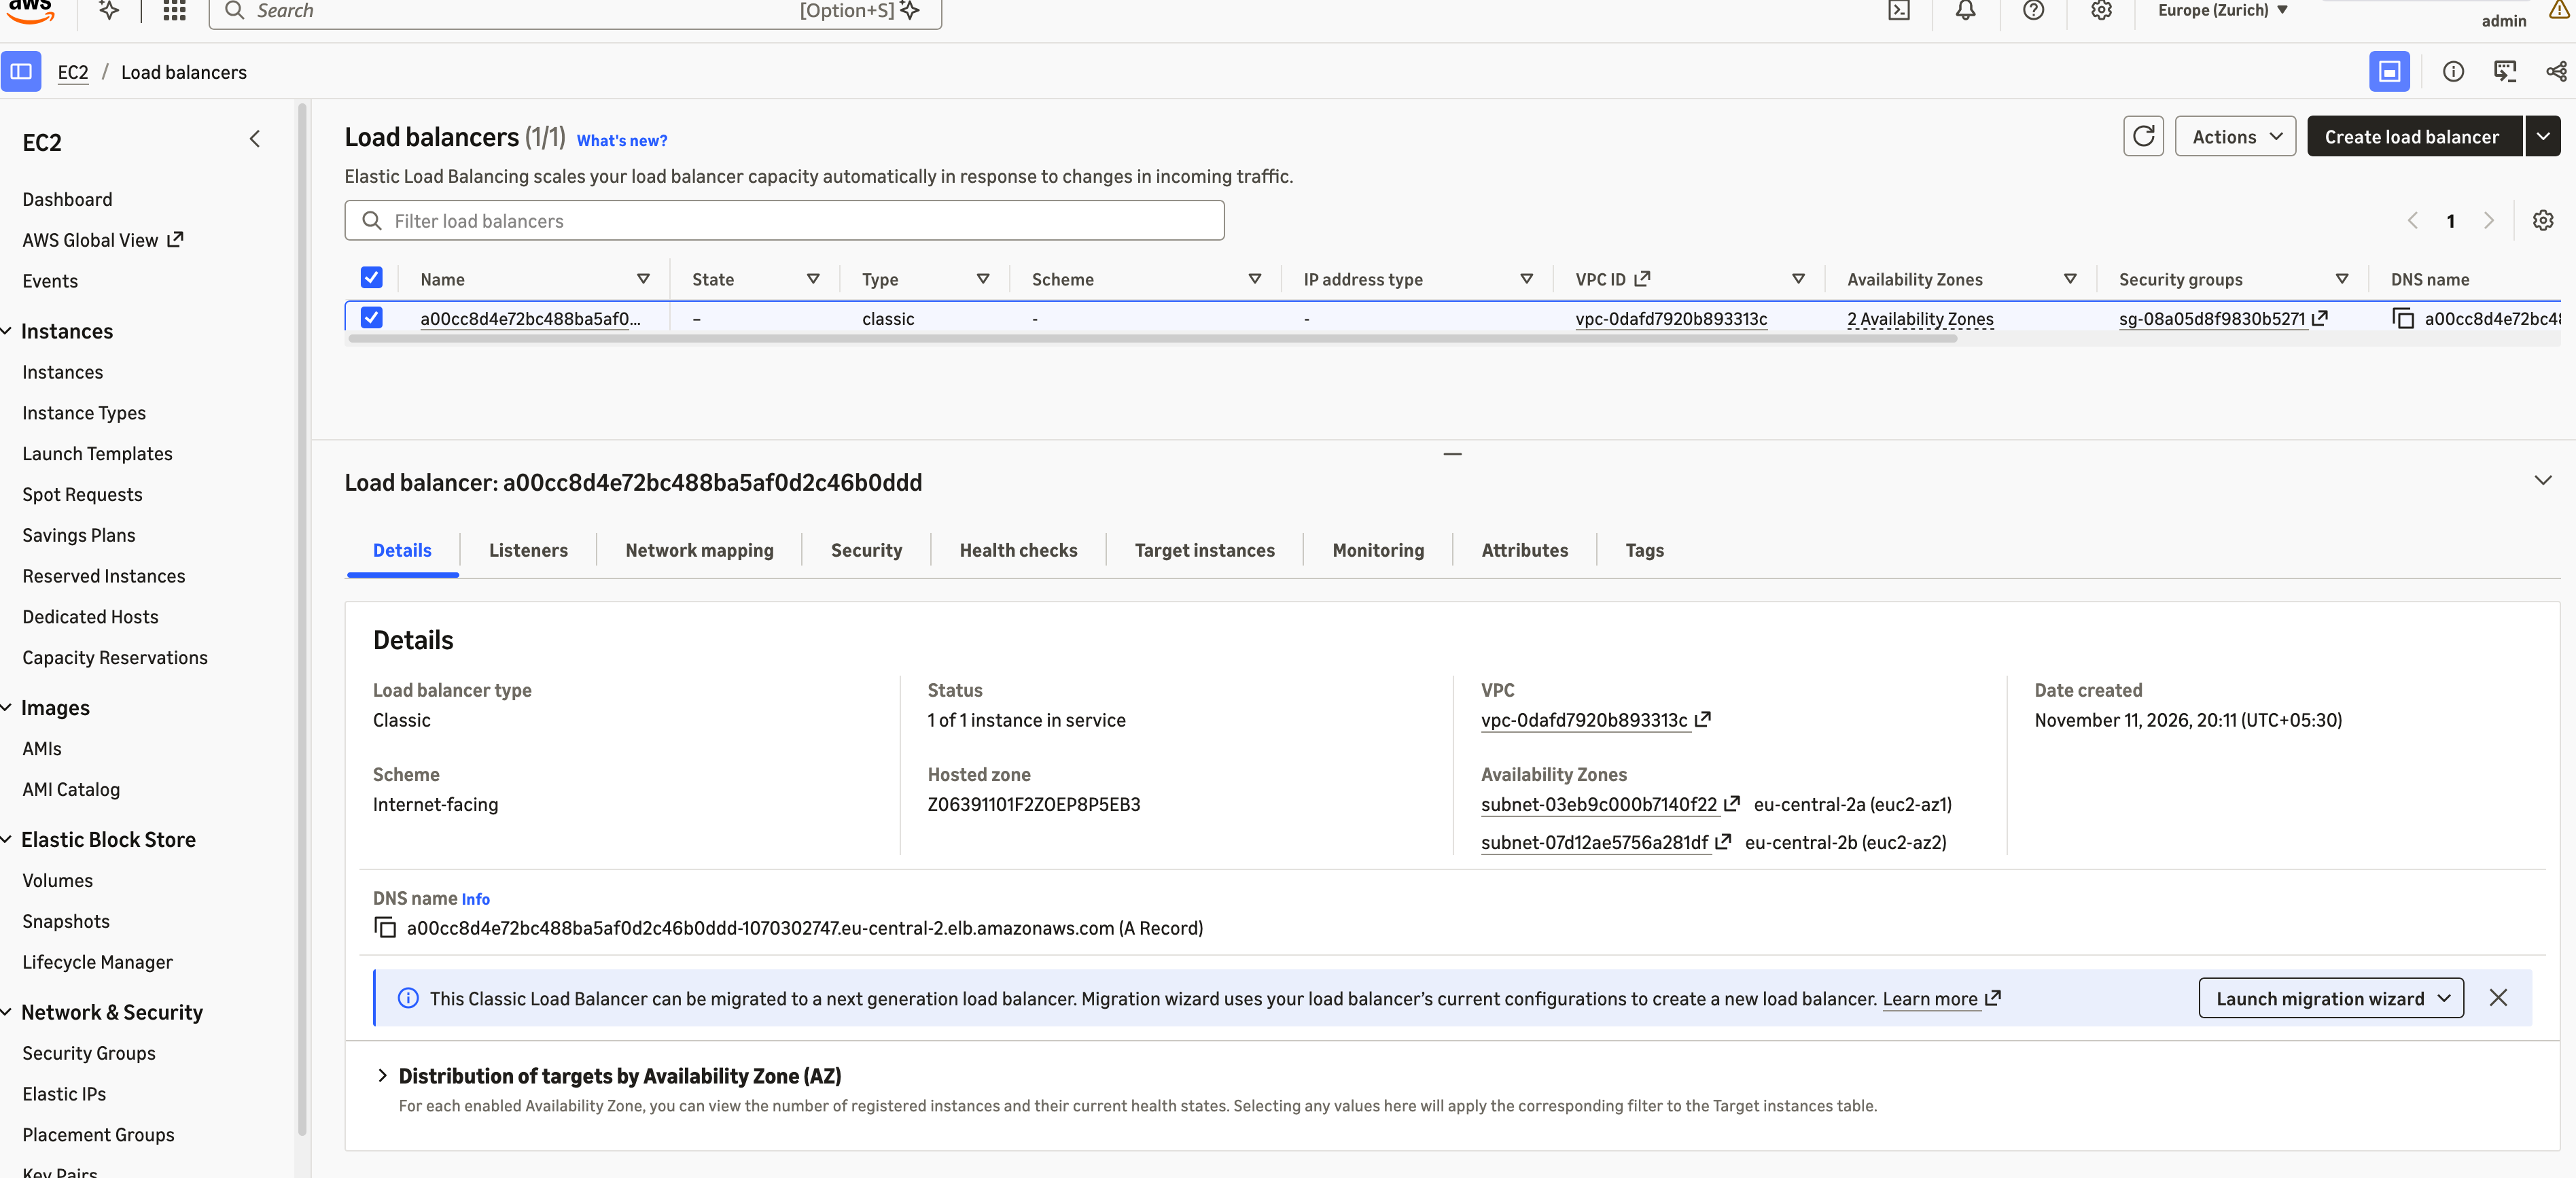 aws
Search [Option+S]
Europe (Zurich)
admin
EC2 / Load balancers
EC2
Dashboard
AWS Global View
Events
Instances
Instances
Instance Types
Launch Templates
Spot Requests
Savings Plans
Reserved Instances
Dedicated Hosts
Capacity Reservations
Images
AMIs
AMI Catalog
Elastic Block Store
Volumes
Snapshots
Lifecycle Manager
Network & Security
Security Groups
Elastic IPs
Placement Groups
Key Pairs
Load balancers (1/1) What's new?
Actions
Create load balancer
Elastic Load Balancing scales your load balancer capacity automatically in response to changes in incoming traffic.
Filter load balancers
1
Name State Type Scheme IP address type VPC ID Availability Zones Security groups DNS name
a00cc8d4e72bc488ba5af0... – classic - - vpc-0dafd7920b893313c 2 Availability Zones sg-08a05d8f9830b5271 a00cc8d4e72bc48
Load balancer: a00cc8d4e72bc488ba5af0d2c46b0ddd
Details Listeners Network mapping Security Health checks Target instances Monitoring Attributes Tags
Details
Load balancer type
Classic
Status
1 of 1 instance in service
VPC
vpc-0dafd7920b893313c
Date created
November 11, 2026, 20:11 (UTC+05:30)
Scheme
Internet-facing
Hosted zone
Z06391101F2ZOEP8P5EB3
Availability Zones
subnet-03eb9c000b7140f22 eu-central-2a (euc2-az1)
subnet-07d12ae5756a281df eu-central-2b (euc2-az2)
DNS name Info
a00cc8d4e72bc488ba5af0d2c46b0ddd-1070302747.eu-central-2.elb.amazonaws.com (A Record)
This Classic Load Balancer can be migrated to a next generation load balancer. Migration wizard uses your load balancer’s current configurations to create a new load balancer. Learn more
Launch migration wizard
Distribution of targets by Availability Zone (AZ)
For each enabled Availability Zone, you can view the number of registered instances and their current health states. Selecting any values here will apply the corresponding filter to the Target instances table.